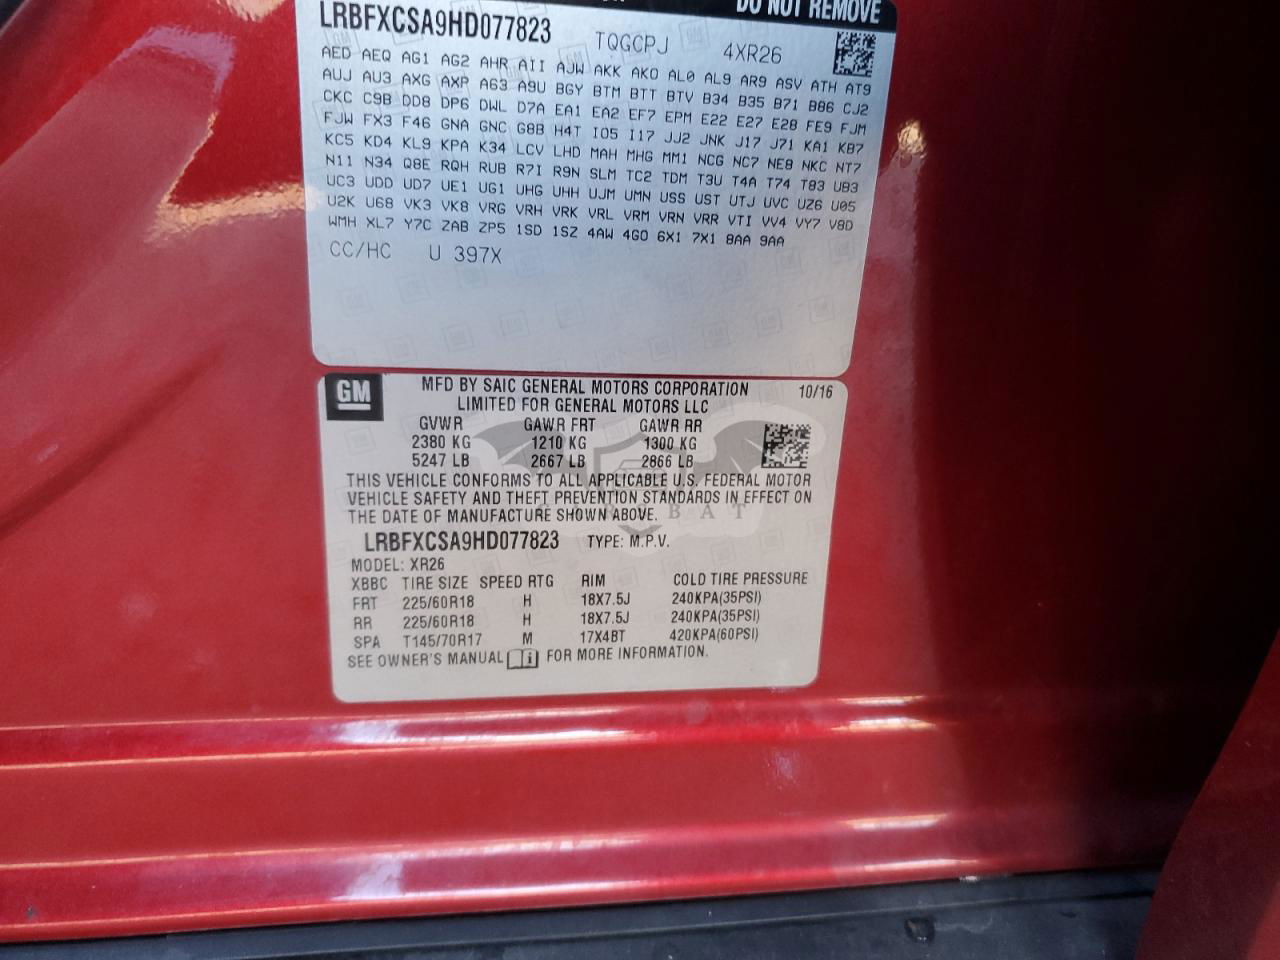 DO NOT REMOVE
LRBFXCSA9HD077823 TQGCPJ 4XR26
AED AEQ AG1 AG2 AHR AII AJW AKK AKO AL0 AL9 AR9 ASV ATH AT9
AUJ AU3 AXG AXP A63 A9U BGY BTM BTT BTV B34 B35 B71 B86 CJ2
CKC C9B DD8 DP6 DWL D7A EA1 EA2 EF7 EPM E22 E27 E28 FE9 FJM
FJW FX3 F46 GNA GNC G8B H4T IO5 I17 JJ2 JNK J17 J71 KA1 KB7
KC5 KD4 KL9 KPA K34 LCV LHD MAH MHG MM1 NCG NC7 NE8 NKC NT7
N11 N34 Q8E RQH RUB R7I R9N SLM TC2 TDM T3U T4A T74 T83 UB3
UC3 UDD UD7 UE1 UG1 UHG UHH UJM UMN USS UST UTJ UVC UZ6 U05
U2K U68 VK3 VK8 VRG VRH VRK VRL VRM VRN VRR VTI VV4 VY7 V8D
WMH XL7 Y7C ZAB ZP5 1SD 1SZ 4AW 4GO 6X1 7X1 8AA 9AA
CC/HC U 397X
GM MFD BY SAIC GENERAL MOTORS CORPORATION 10/16
LIMITED FOR GENERAL MOTORS LLC
GVWR GAWR FRT GAWR RR
2380 KG 1210 KG 1300 KG
5247 LB 2667 LB 2866 LB
THIS VEHICLE CONFORMS TO ALL APPLICABLE U.S. FEDERAL MOTOR
VEHICLE SAFETY AND THEFT PREVENTION STANDARDS IN EFFECT ON
THE DATE OF MANUFACTURE SHOWN ABOVE.
LRBFXCSA9HD077823 TYPE: M.P.V.
MODEL: XR26
XBBC TIRE SIZE SPEED RTG RIM COLD TIRE PRESSURE
FRT 225/60R18 H 18X7.5J 240KPA(35PSI)
RR 225/60R18 H 18X7.5J 240KPA(35PSI)
SPA T145/70R17 M 17X4BT 420KPA(60PSI)
SEE OWNER'S MANUAL FOR MORE INFORMATION.